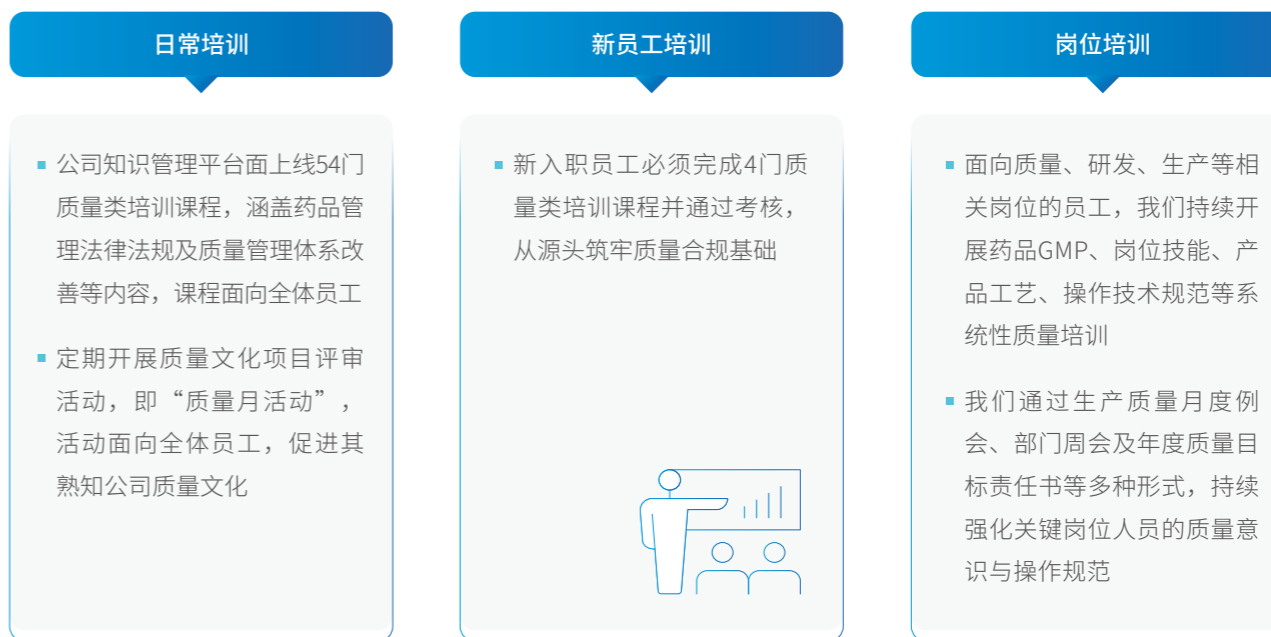 日常培训
公司知识管理平台面上线54门
质量类培训课程，涵盖药品管
理法律法规及质量管理体系改
善等内容，课程面向全体员工
定期开展质量文化项目评审
活动，即“质量月活动”，
活动面向全体员工，促进其
熟知公司质量文化
新员工培训
新入职员工必须完成4门质
量类培训课程并通过考核，
从源头筑牢质量合规基础
岗位培训
面向质量、研发、生产等相
关岗位的员工，我们持续开
展药品GMP、岗位技能、产
品工艺、操作技术规范等系
统性质量培训
我们通过生产质量月度例
会、部门周会及年度质量目
标责任书等多种形式，持续
强化关键岗位人员的质量意
识与操作规范